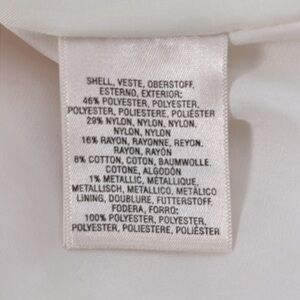 SHELL, VESTE, OBERSTOFF,
ESTERNO, EXTERIOR:
46% POLYESTER, POLYESTER,
POLYESTER, POLIESTERE, POLIÉSTER
29% NYLON, NYLON, NYLON,
NYLON, NYLON
16% RAYON, RAYONNE, REYON,
RAYON, RAYÓN
8% COTTON, COTON, BAUMWOLLE,
COTONE, ALGODÓN
1% METALLIC, MÉTALLIQUE,
METALLISCH, METALLICO, METÁLICO
LINING, DOUBLURE, FUTTERSTOFF,
FODERA, FORRO:
100% POLYESTER, POLYESTER,
POLYESTER, POLIESTERE, POLIÉSTER